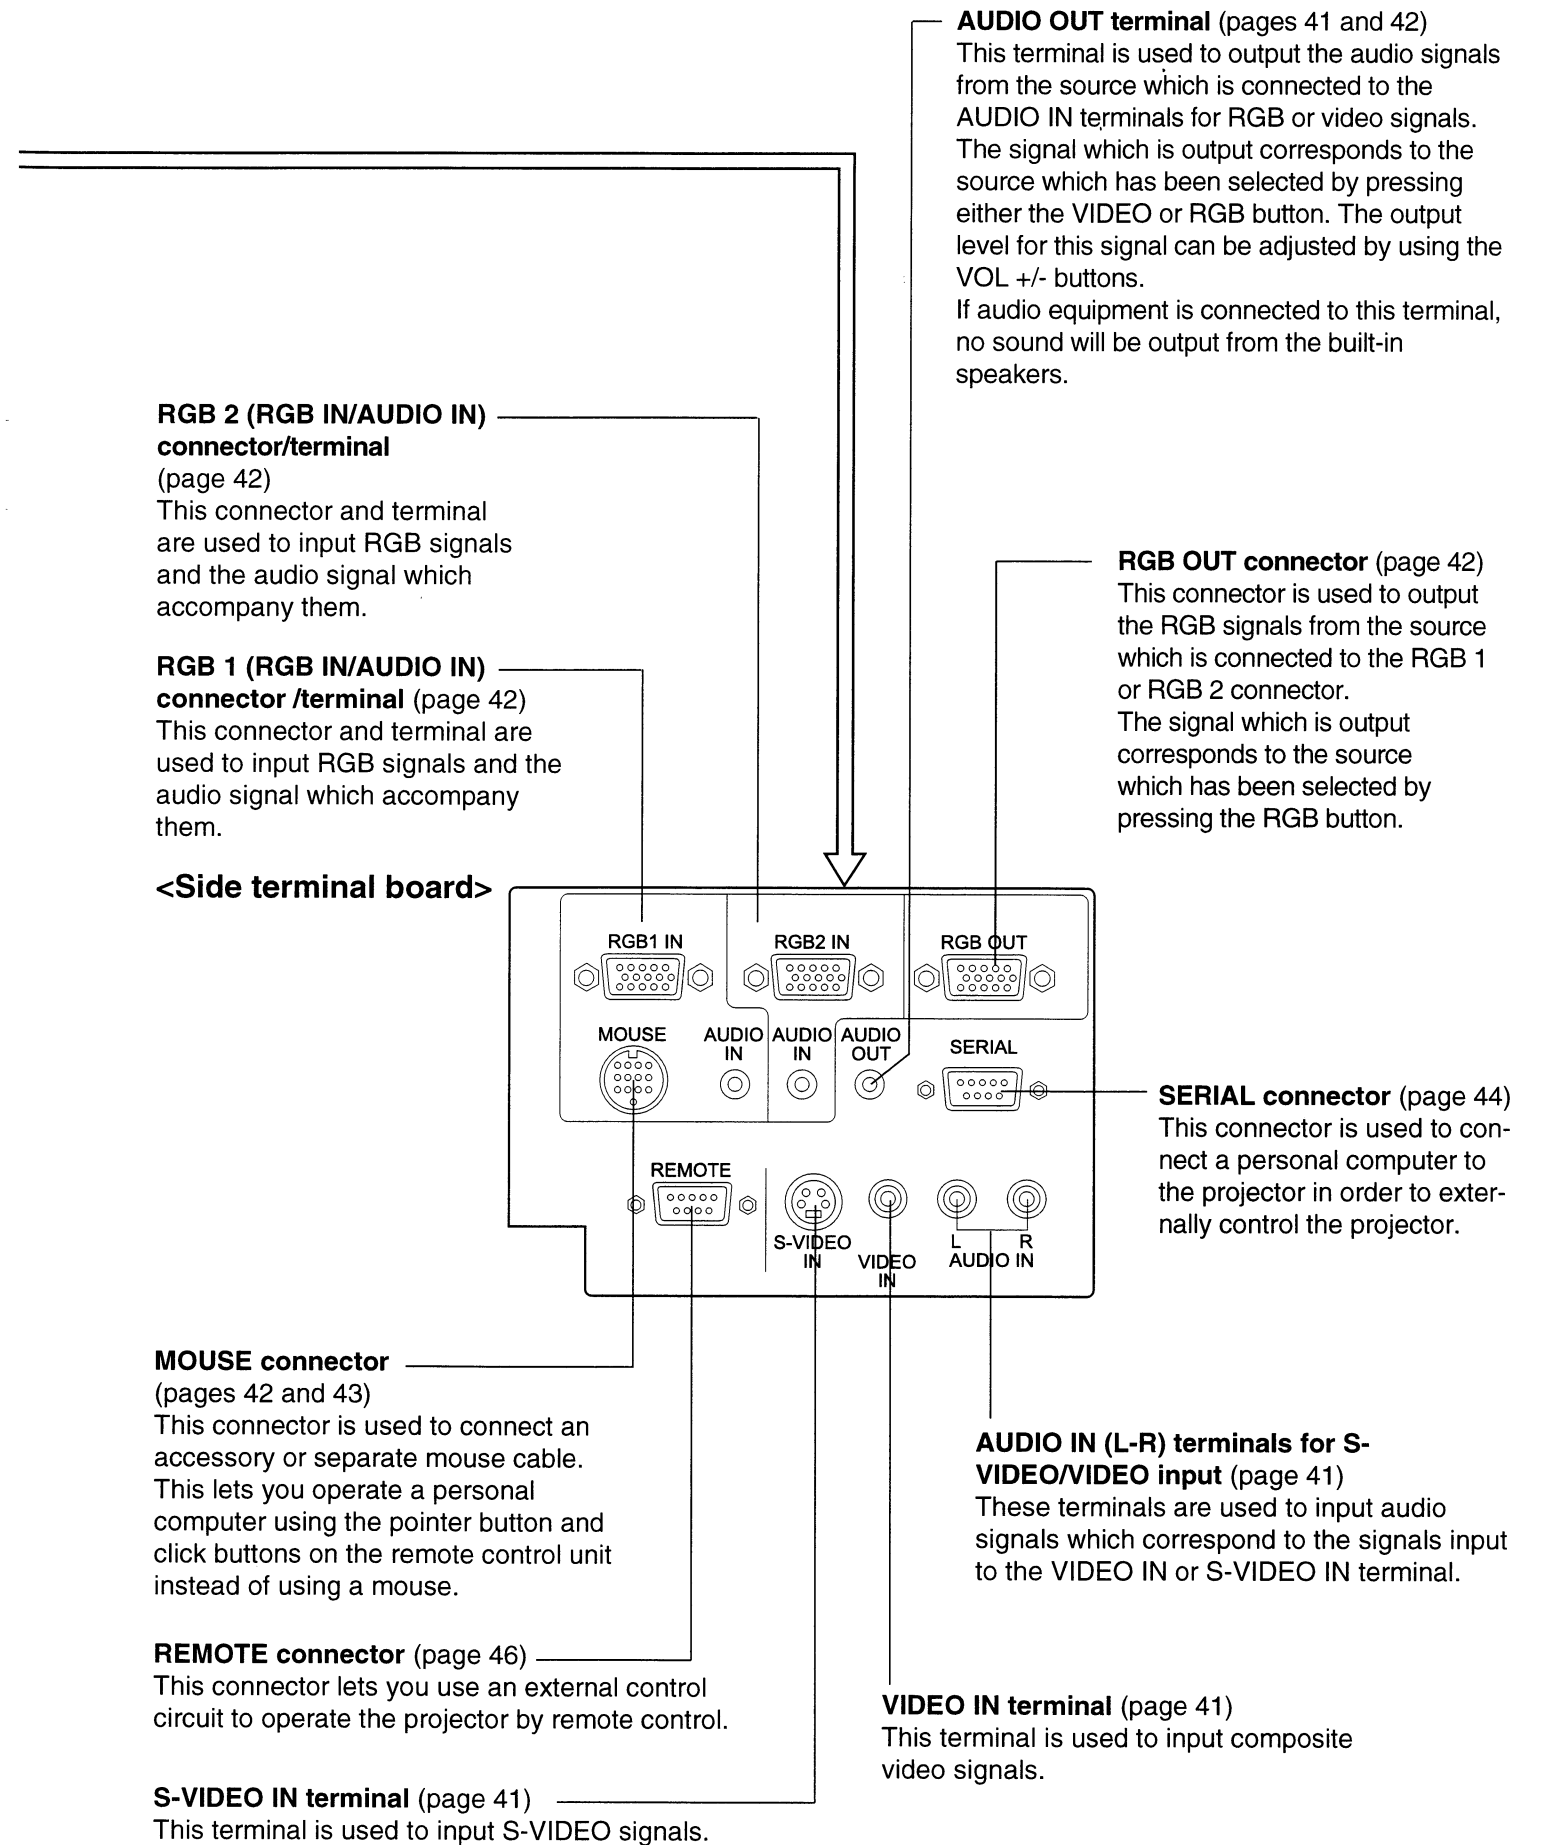 AUDIO OUT terminal (pages 41 and 42)
This terminal is used to output the audio signals
from the source which is connected to the
AUDIO IN terminals for RGB or video signals.
The signal which is output corresponds to the
source which has been selected by pressing
either the VIDEO or RGB button. The output
level for this signal can be adjusted by using the
VOL +/- buttons.
If audio equipment is connected to this terminal,
no sound will be output from the built-in
speakers.
RGB 2 (RGB IN/AUDIO IN)
connector/terminal
(page 42)
This connector and terminal
are used to input RGB signals
and the audio signal which
accompany them.
RGB OUT connector (page 42)
This connector is used to output
the RGB signals from the source
which is connected to the RGB 1
or RGB 2 connector.
The signal which is output
corresponds to the source
which has been selected by
pressing the RGB button.
RGB 1 (RGB IN/AUDIO IN)
connector /terminal (page 42)
This connector and terminal are
used to input RGB signals and the
audio signal which accompany
them.
<Side terminal board>
RGB1 IN
RGB2 IN
RGB OUT
MOUSE
AUDIO
IN
AUDIO
IN
AUDIO
OUT
SERIAL
REMOTE
S-VIDEO
IN
VIDEO
IN
L R
AUDIO IN
SERIAL connector (page 44)
This connector is used to con-
nect a personal computer to
the projector in order to exter-
nally control the projector.
MOUSE connector
(pages 42 and 43)
This connector is used to connect an
accessory or separate mouse cable.
This lets you operate a personal
computer using the pointer button and
click buttons on the remote control unit
instead of using a mouse.
AUDIO IN (L-R) terminals for S-
VIDEO/VIDEO input (page 41)
These terminals are used to input audio
signals which correspond to the signals input
to the VIDEO IN or S-VIDEO IN terminal.
REMOTE connector (page 46)
This connector lets you use an external control
circuit to operate the projector by remote control.
VIDEO IN terminal (page 41)
This terminal is used to input composite
video signals.
S-VIDEO IN terminal (page 41)
This terminal is used to input S-VIDEO signals.